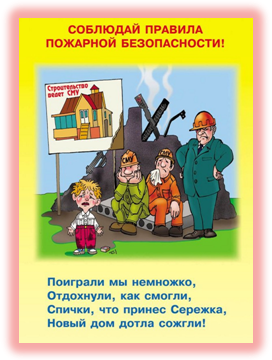 СОБЛЮДАЙ ПРАВИЛА
ПОЖАРНОЙ БЕЗОПАСНОСТИ!
Строительство
ведет СМУ
СМУ
Поиграли мы немножко,
Отдохнули, как смогли,
Спички, что принес Сережка,
Новый дом дотла сожгли!